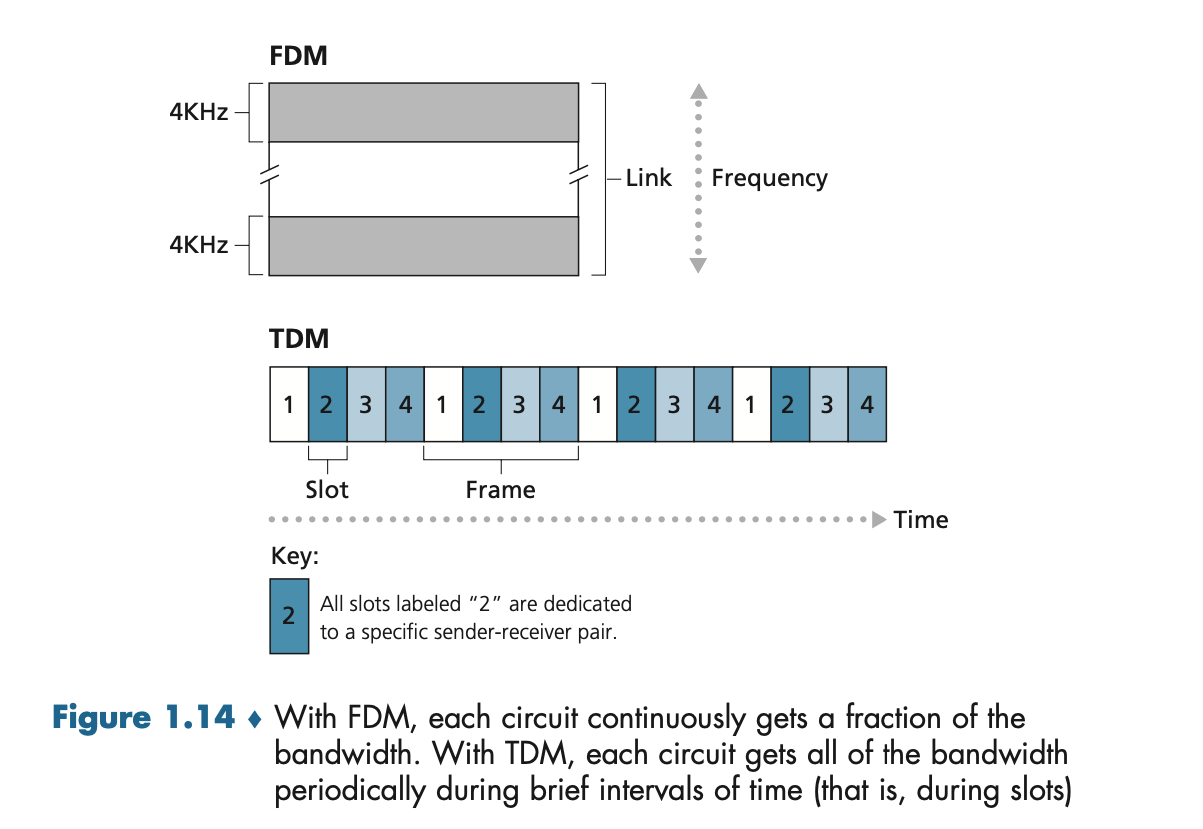 FDM
4KHz
Link
Frequency
4KHz
TDM
1 2 3 4 1 2 3 4 1 2 3 4 1 2 3 4
Slot
Frame
Time
Key:
2
All slots labeled “2” are dedicated
to a specific sender-receiver pair.
Figure 1.14 ♦ With FDM, each circuit continuously gets a fraction of the
bandwidth. With TDM, each circuit gets all of the bandwidth
periodically during brief intervals of time (that is, during slots)